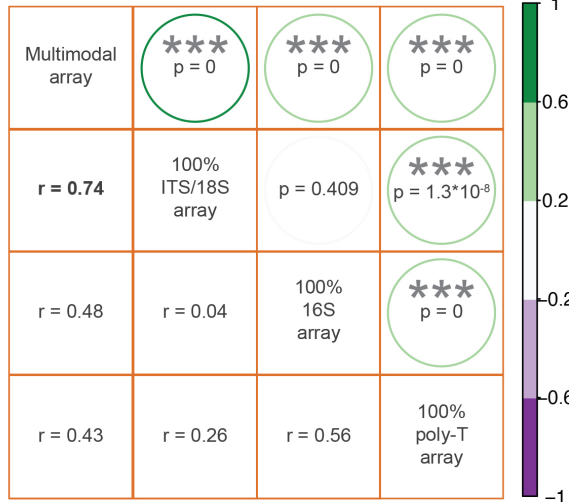 Multimodal
array
***
p = 0
***
p = 0
***
p = 0
r = 0.74
100%
ITS/18S
array
p = 0.409
***
p = 1.3*10⁻⁸
r = 0.48
r = 0.04
100%
16S
array
***
p = 0
r = 0.43
r = 0.26
r = 0.56
100%
poly-T
array
1
0.6
0.2
-0.2
-0.6
-1